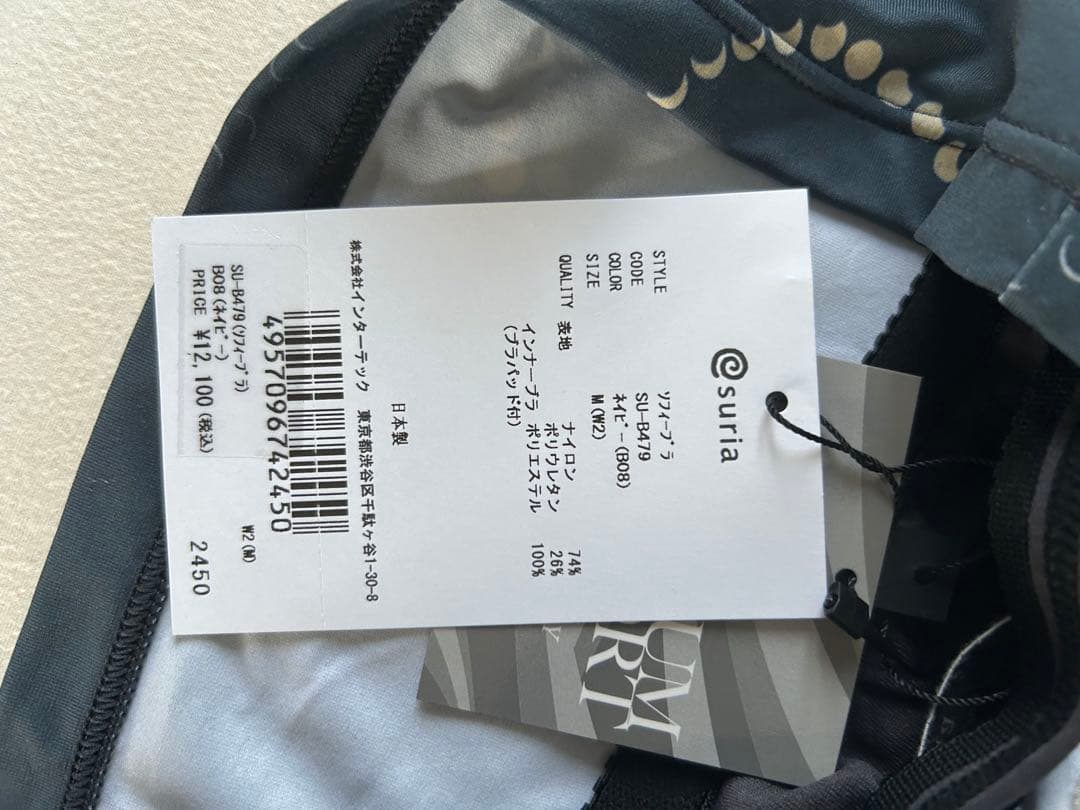 suria
STYLE ソフィーブラ
CODE SU-B479
COLOR ネイビー(B08)
SIZE M(W2)
QUALITY 表地 ナイロン 74%
ポリウレタン 26%
インナーブラ ポリエステル 100%
(ブラパッド付)
日本製
株式会社インターテック 東京都渋谷区千駄ヶ谷1-30-8
4957096742450
SU-B479(ソフィーブラ)
B08(ネイビー)
PRICE ¥12,100(税込)
W2(M)
2450